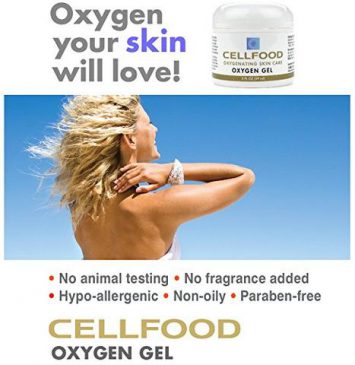 Oxygen
your skin
will love!
CELLFOOD
OXYGENATING SKIN CARE
OXYGEN GEL
• No animal testing • No fragrance added
• Hypo-allergenic • Non-oily • Paraben-free
CELLFOOD
OXYGEN GEL